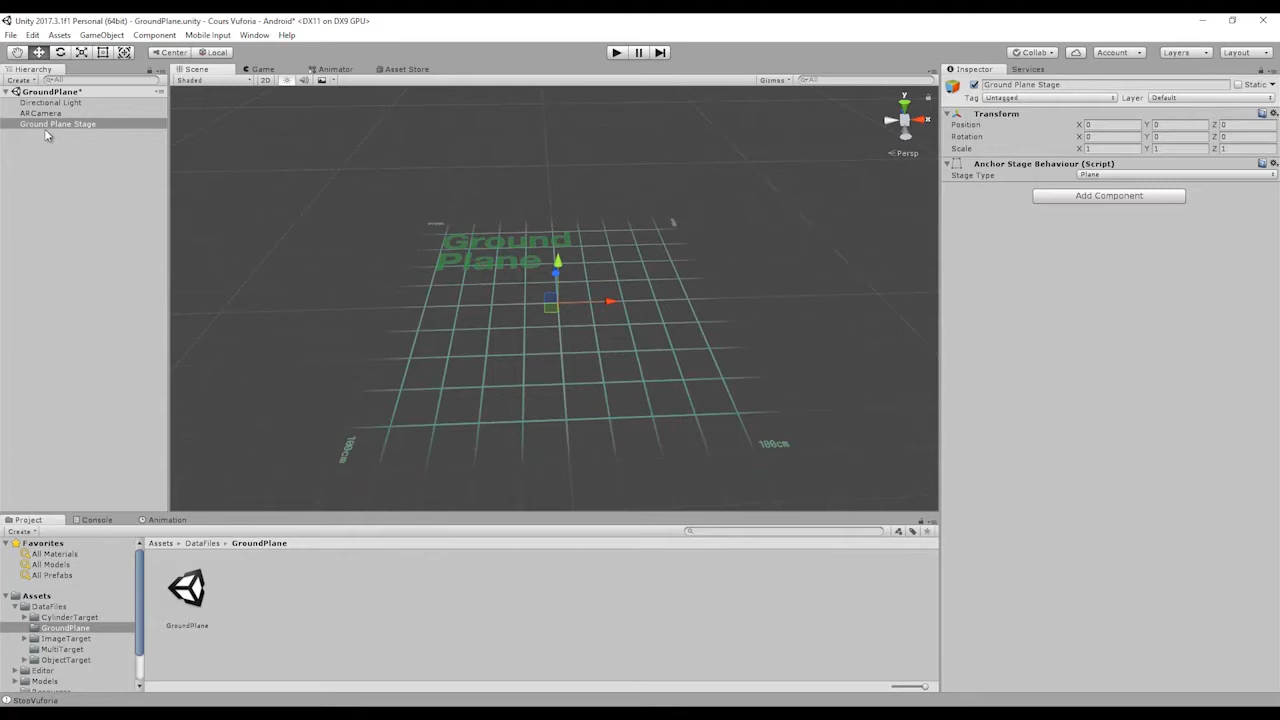 Unity 2017.3.1f1 Personal (64bit) - GroundPlane.unity - Cours Vuforia - Android* <DX11 on DX9 GPU>
File Edit Assets GameObject Component Mobile Input Window Help
Center Local Collab Account Layers Layout
Hierarchy Scene Game Animator Asset Store Inspector Services
Create All Shaded 2D Gizmos All
GroundPlane*
Directional Light
ARCamera
Ground Plane Stage
Ground Plane Stage Static
Tag Untagged Layer Default
Transform
Position X 0 Y 0 Z 0
Rotation X 0 Y 0 Z 0
Scale X 1 Y 1 Z 1
Anchor Stage Behaviour (Script)
Stage Type Plane
Add Component
y
x
Persp
Ground
Plane
100cm
100cm
Project Console Animation
Create
Favorites
All Materials
All Models
All Prefabs
Assets
DataFiles
CylinderTarget
GroundPlane
ImageTarget
MultiTarget
ObjectTarget
Editor
Models
Assets DataFiles GroundPlane
GroundPlane
StopVuforia